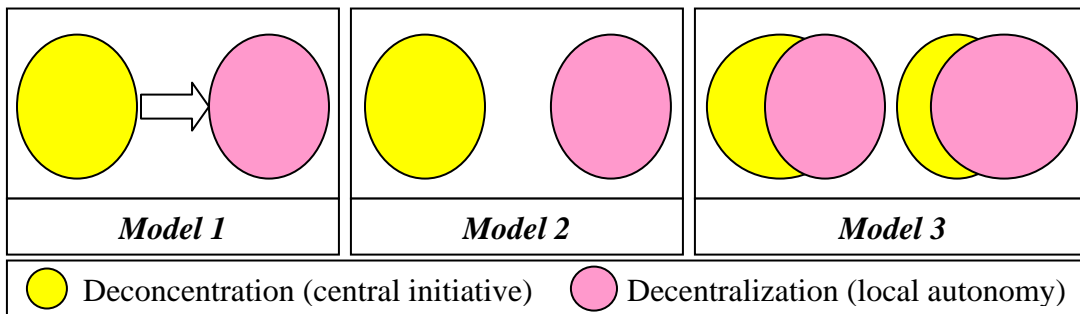 Model 1
Model 2
Model 3
Deconcentration (central initiative)
Decentralization (local autonomy)